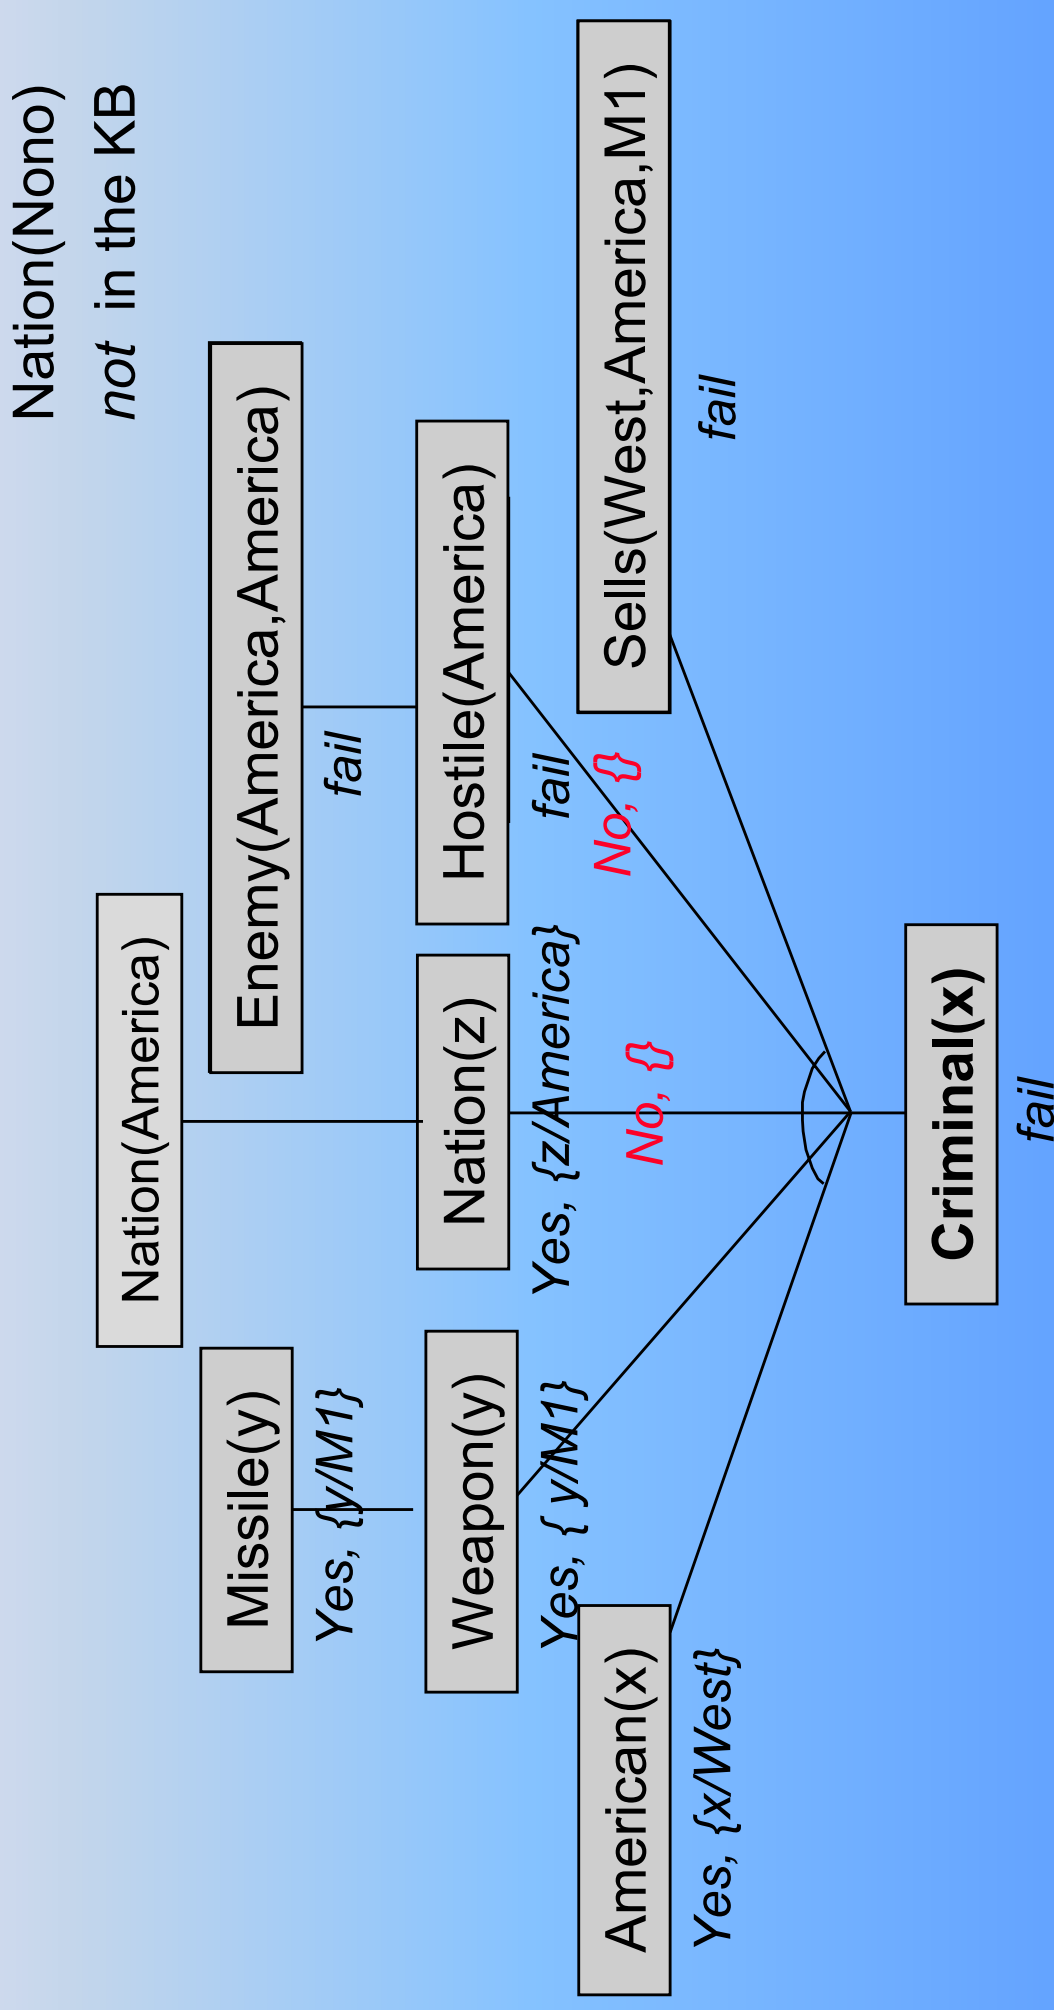 Nation(Nono)
not in the KB
Nation(America)
Missile(y)
Enemy(America,America)
Yes, {y/M1}
fail
Weapon(y)
Nation(z)
Hostile(America)
Yes, { y/M1}
Yes, {z/America}
fail
No, {}
No, {}
American(x)
Sells(West,America,M1)
Yes, {x/West}
fail
Criminal(x)
fail